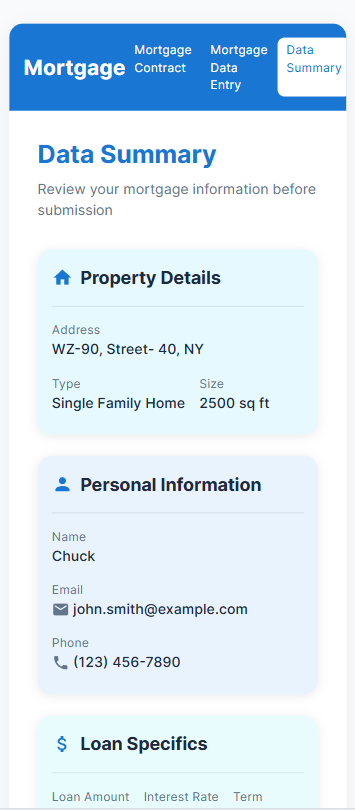 Mortgage
Mortgage
Contract
Mortgage
Data
Entry
Data
Summary
Data Summary
Review your mortgage information before
submission
Property Details
Address
WZ-90, Street- 40, NY
Type Size
Single Family Home 2500 sq ft
Personal Information
Name
Chuck
Email
john.smith@example.com
Phone
(123) 456-7890
Loan Specifics
Loan Amount Interest Rate Term